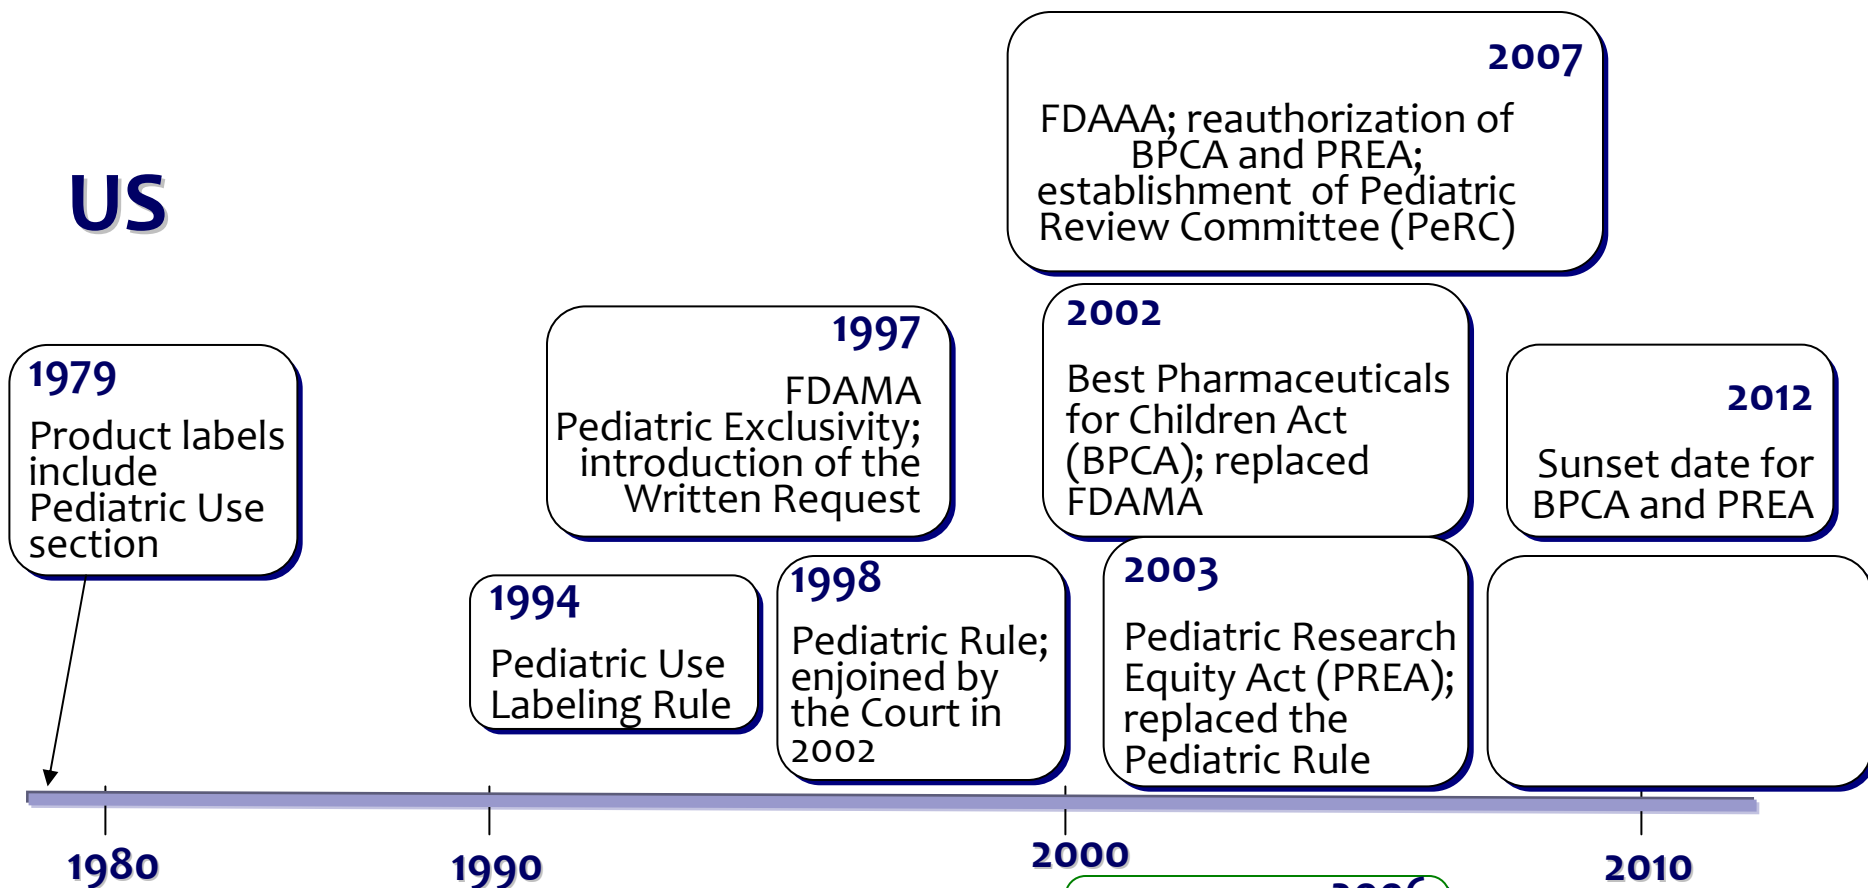 US
2007
FDAAA; reauthorization of
BPCA and PREA;
establishment of Pediatric
Review Committee (PeRC)
1979
Product labels
include
Pediatric Use
section
1997
FDAMA
Pediatric Exclusivity;
introduction of the
Written Request
2002
Best Pharmaceuticals
for Children Act
(BPCA); replaced
FDAMA
2012
Sunset date for
BPCA and PREA
1994
Pediatric Use
Labeling Rule
1998
Pediatric Rule;
enjoined by
the Court in
2002
2003
Pediatric Research
Equity Act (PREA);
replaced the
Pediatric Rule
1980
1990
2000
2010